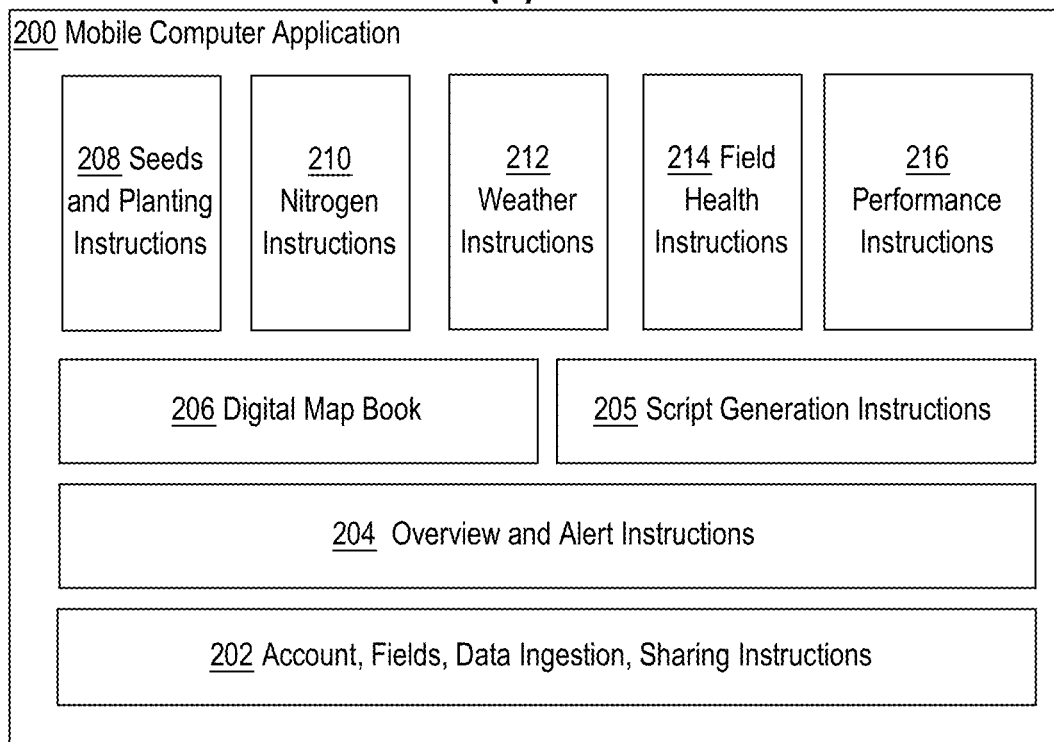 200 Mobile Computer Application
208 Seeds
and Planting
Instructions
210
Nitrogen
Instructions
212
Weather
Instructions
214 Field
Health
Instructions
216
Performance
Instructions
206 Digital Map Book
205 Script Generation Instructions
204 Overview and Alert Instructions
202 Account, Fields, Data Ingestion, Sharing Instructions